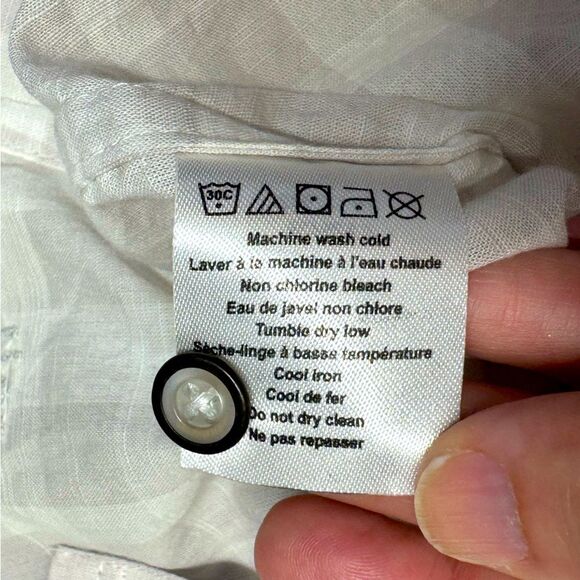 30C
Machine wash cold
Laver à la machine à l'eau chaude
Non chlorine bleach
Eau de javel non chlore
Tumble dry low
Sèche-linge à basse température
Cool iron
Cool de fer
Do not dry clean
Ne pas repasser